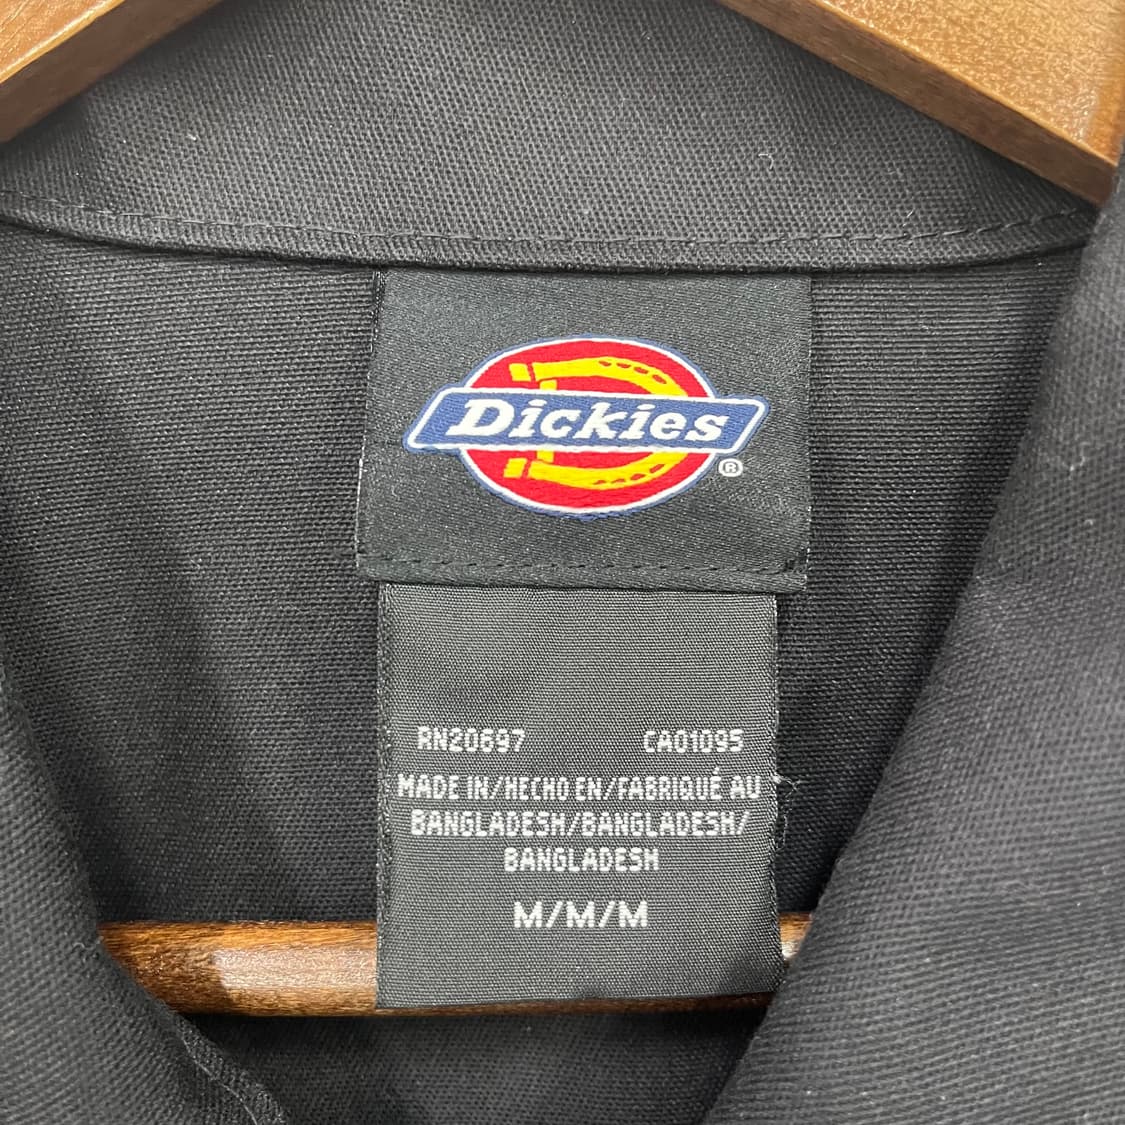 Dickies
®
RN20697 CA01095
MADE IN/HECHO EN/FABRIQUÉ AU
BANGLADESH/BANGLADESH/
BANGLADESH
M/M/M